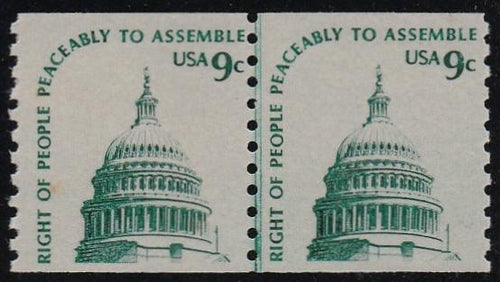 RIGHT OF PEOPLE PEACEABLY TO ASSEMBLE
USA 9c
RIGHT OF PEOPLE PEACEABLY TO ASSEMBLE
USA 9c